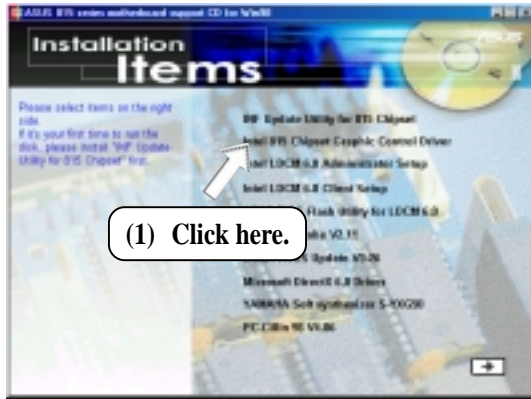 ASUS 815 series motherboard support CD for Win98
Installation
Items
Please select items on the right
side.
If it's your first time to run the
disk, please install "INF Update
Utility for 815 Chipset" first.
INF Update Utility for 815 Chipset
Intel 815 Chipset Graphic Control Driver
Intel LDCM 6.0 Administrator Setup
Intel LDCM 6.0 Client Setup
Flash Utility for LDCM 6.0
(1) Click here.
V2.11
Update
Microsoft DirectX Driver
YAMAHA Soft synthesizer S-YXG50
PC-Cillin 98